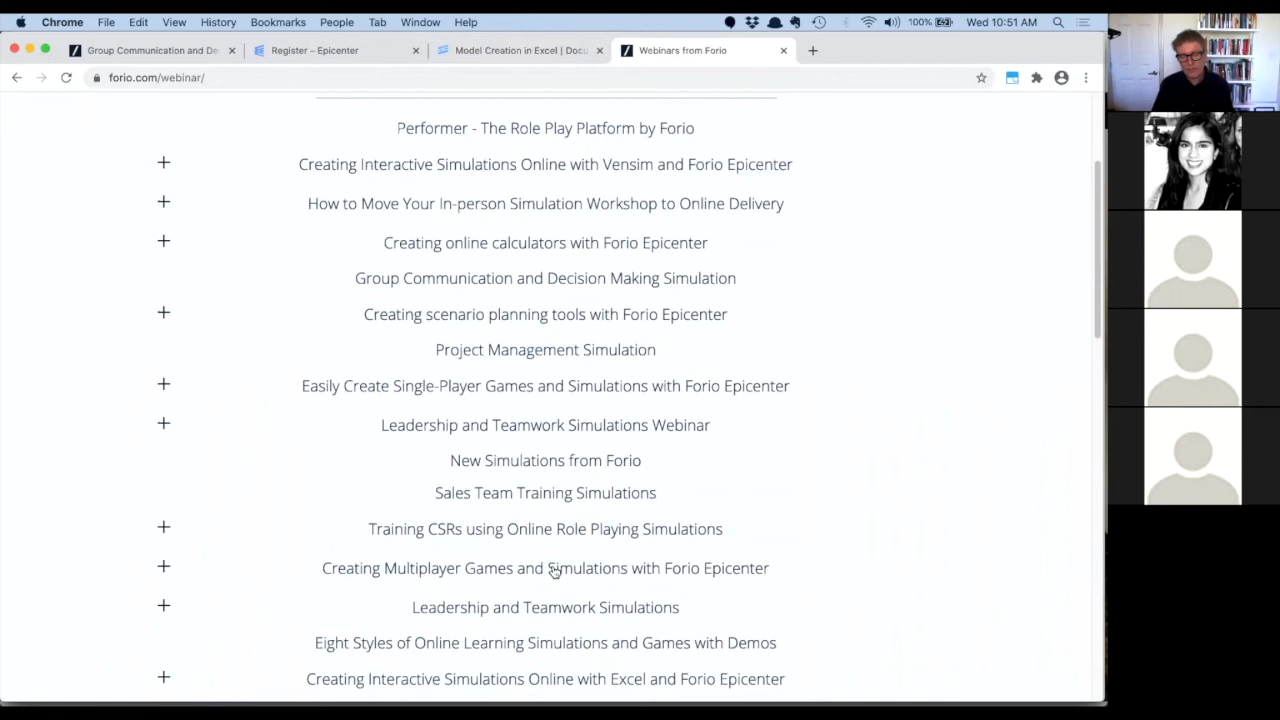 Chrome File Edit View History Bookmarks People Tab Window Help 100% Wed 10:51 AM
Group Communication and De
Register – Epicenter
Model Creation in Excel | Docu
Webinars from Forio
forio.com/webinar/
Performer - The Role Play Platform by Forio
Creating Interactive Simulations Online with Vensim and Forio Epicenter
How to Move Your In-person Simulation Workshop to Online Delivery
Creating online calculators with Forio Epicenter
Group Communication and Decision Making Simulation
Creating scenario planning tools with Forio Epicenter
Project Management Simulation
Easily Create Single-Player Games and Simulations with Forio Epicenter
Leadership and Teamwork Simulations Webinar
New Simulations from Forio
Sales Team Training Simulations
Training CSRs using Online Role Playing Simulations
Creating Multiplayer Games and Simulations with Forio Epicenter
Leadership and Teamwork Simulations
Eight Styles of Online Learning Simulations and Games with Demos
Creating Interactive Simulations Online with Excel and Forio Epicenter